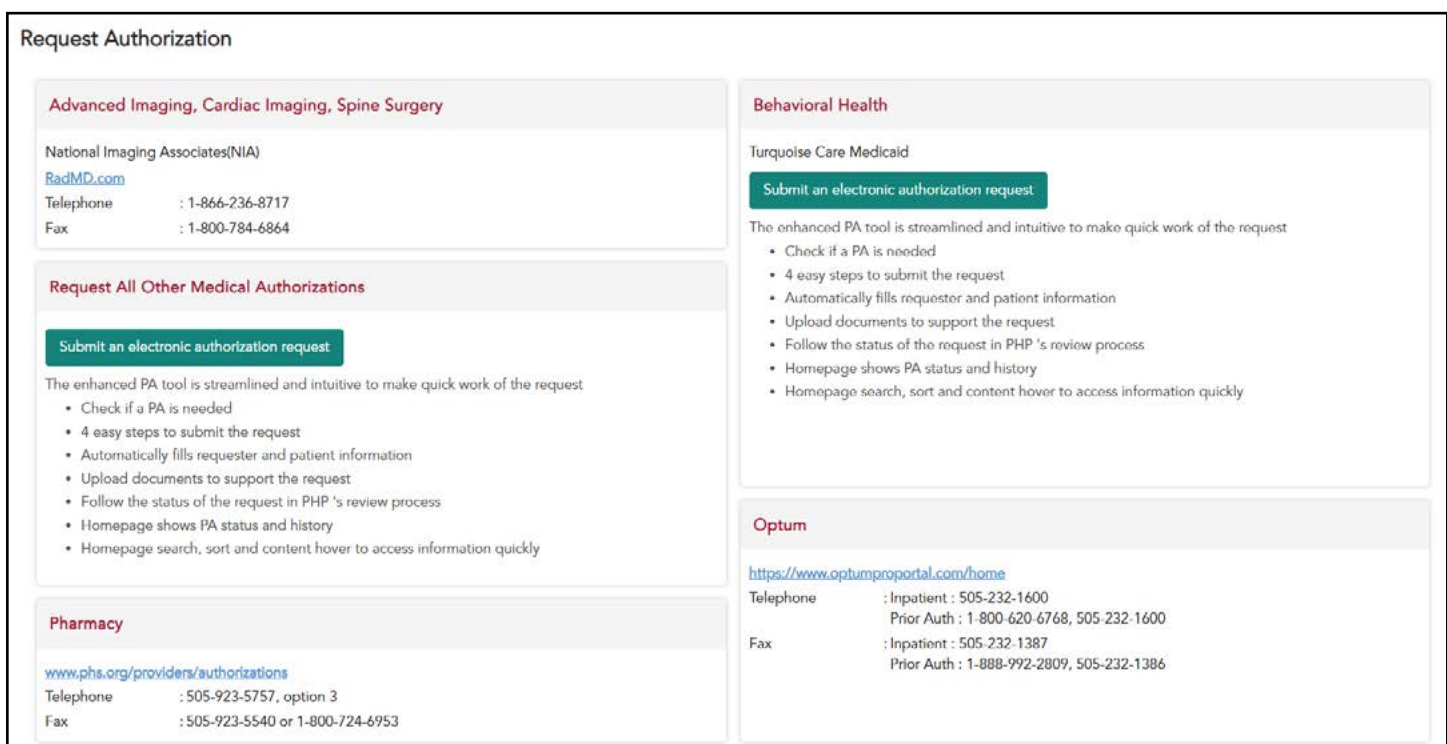 Request Authorization
Advanced Imaging, Cardiac Imaging, Spine Surgery
National Imaging Associates(NIA)
RadMD.com
Telephone : 1-866-236-8717
Fax : 1-800-784-6864
Request All Other Medical Authorizations
Submit an electronic authorization request
The enhanced PA tool is streamlined and intuitive to make quick work of the request
• Check if a PA is needed
• 4 easy steps to submit the request
• Automatically fills requester and patient information
• Upload documents to support the request
• Follow the status of the request in PHP 's review process
• Homepage shows PA status and history
• Homepage search, sort and content hover to access information quickly
Pharmacy
www.phs.org/providers/authorizations
Telephone : 505-923-5757, option 3
Fax : 505-923-5540 or 1-800-724-6953
Behavioral Health
Turquoise Care Medicaid
Submit an electronic authorization request
The enhanced PA tool is streamlined and intuitive to make quick work of the request
• Check if a PA is needed
• 4 easy steps to submit the request
• Automatically fills requester and patient information
• Upload documents to support the request
• Follow the status of the request in PHP 's review process
• Homepage shows PA status and history
• Homepage search, sort and content hover to access information quickly
Optum
https://www.optumproportal.com/home
Telephone : Inpatient : 505-232-1600
Prior Auth : 1-800-620-6768, 505-232-1600
Fax : Inpatient : 505-232-1387
Prior Auth : 1-888-992-2809, 505-232-1386